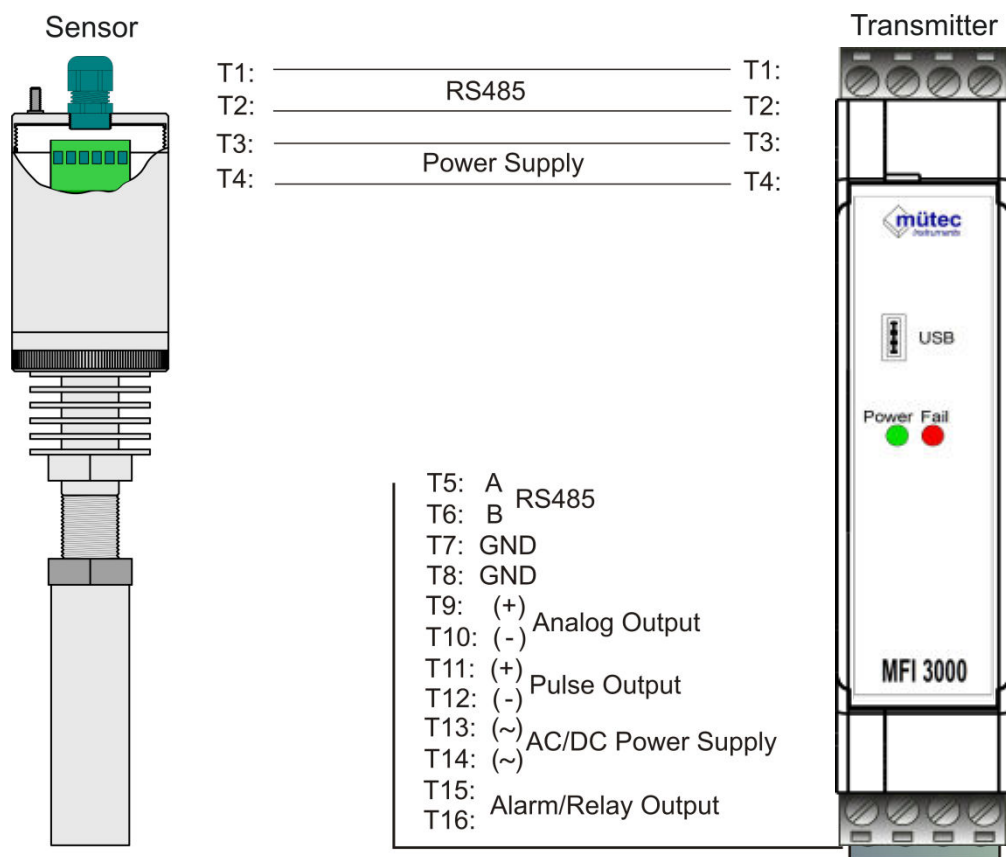 Sensor
Transmitter
T1:
T2:
T3:
T4:
RS485
Power Supply
T1:
T2:
T3:
T4:
mütec
instruments
USB
Power Fail
T5: A
T6: B
RS485
T7: GND
T8: GND
T9: (+)
T10: (-)
Analog Output
T11: (+)
T12: (-)
Pulse Output
T13: (~)
T14: (~)
AC/DC Power Supply
T15:
T16:
Alarm/Relay Output
MFI 3000